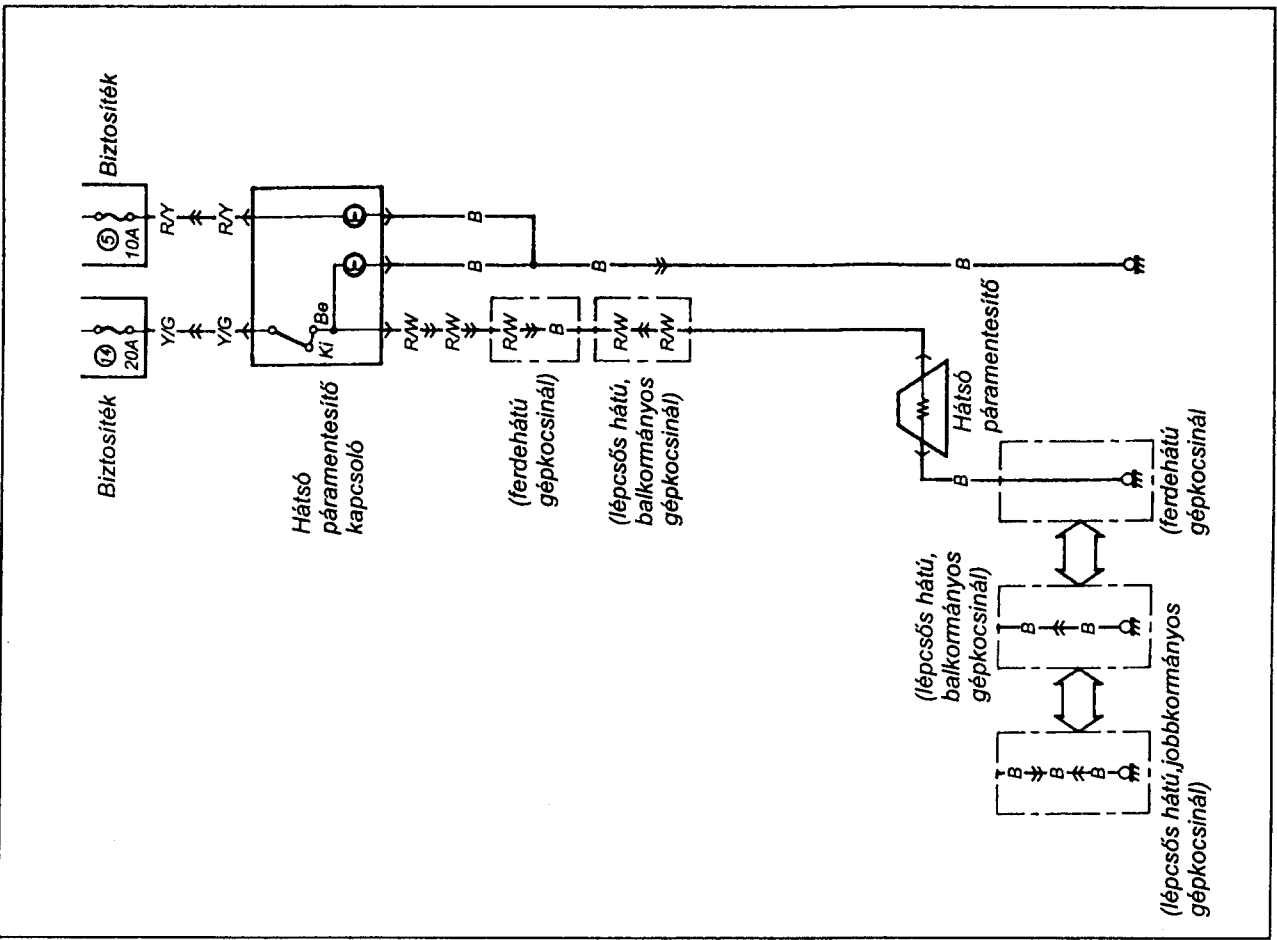 Biztosíték
Biztosíték
⑤
10A
⑭
20A
R/Y
R/Y
Y/G
Y/G
Be
Ki
Hátsó
páramentesítő
kapcsoló
B
B
B
B
R/W
R/W
R/W
B
(ferdehátú
gépkocsinál)
R/W
R/W
(lépcsős hátú,
balkormányos
gépkocsinál)
Hátsó
páramentesítő
B
(ferdehátú
gépkocsinál
(lépcsős hátú,
balkormányos
gépkocsinál)
B
B
B
B
B
(lépcsős hátú,jobbkormányos
gépkocsinál)